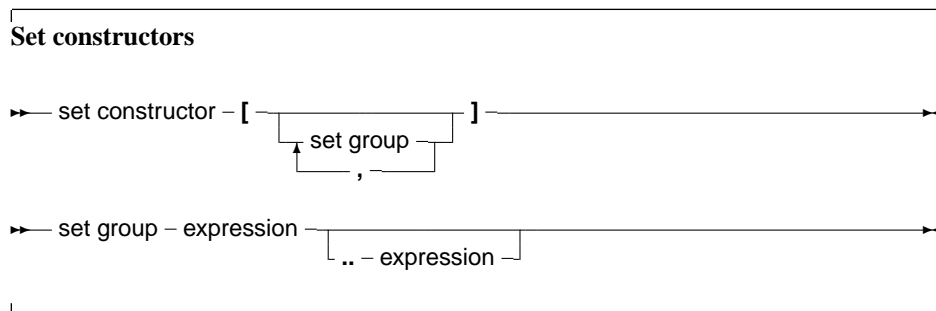 Set constructors
set constructor – [ ]
set group
,
set group – expression
.. – expression